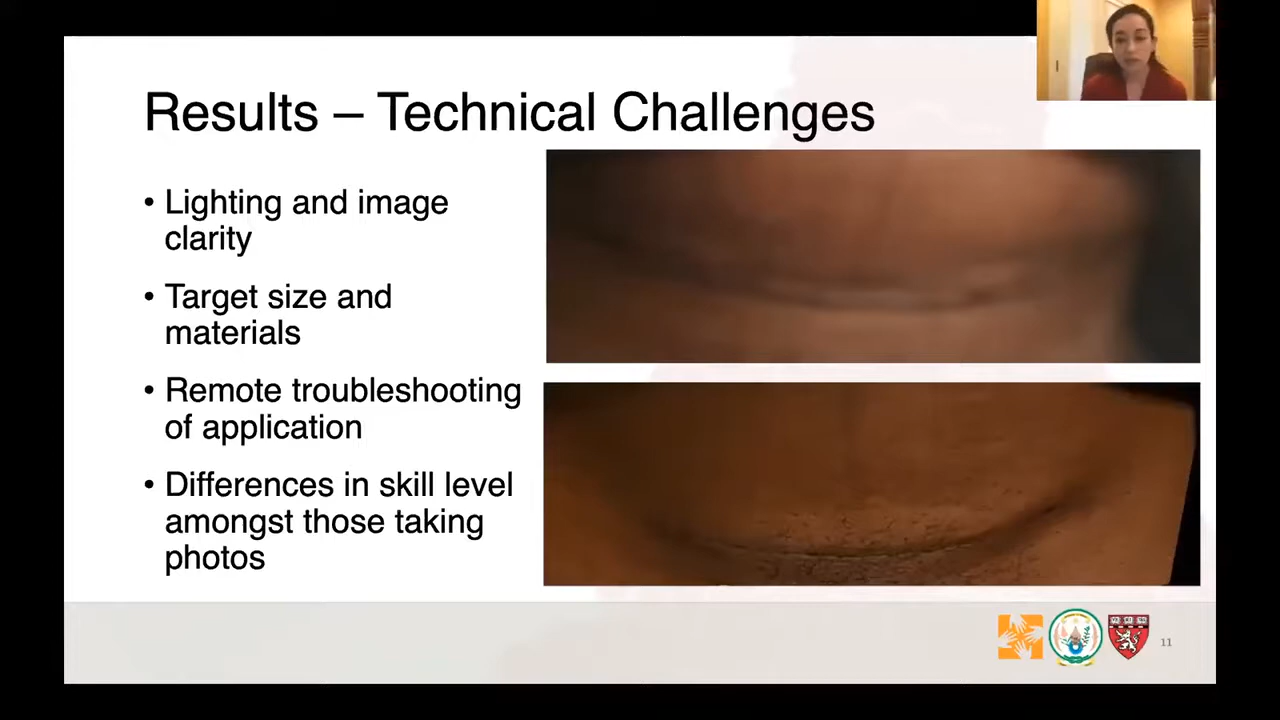 Results – Technical Challenges
• Lighting and image
clarity
• Target size and
materials
• Remote troubleshooting
of application
• Differences in skill level
amongst those taking
photos
11